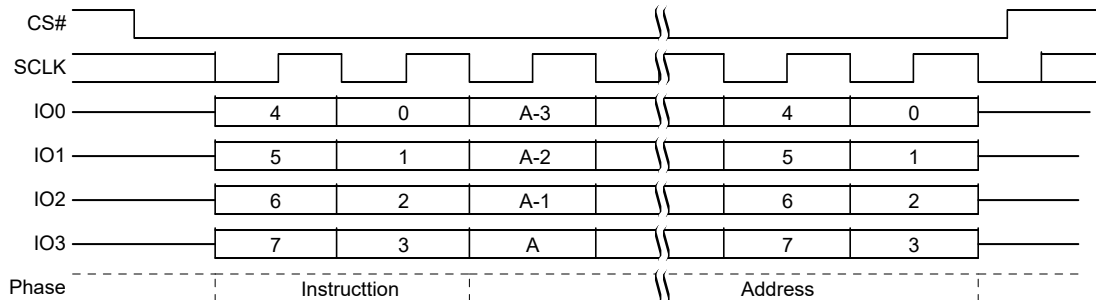 CS#
SCLK
IO0 4 0 A-3 4 0
IO1 5 1 A-2 5 1
IO2 6 2 A-1 6 2
IO3 7 3 A 7 3
Phase Instructtion Address